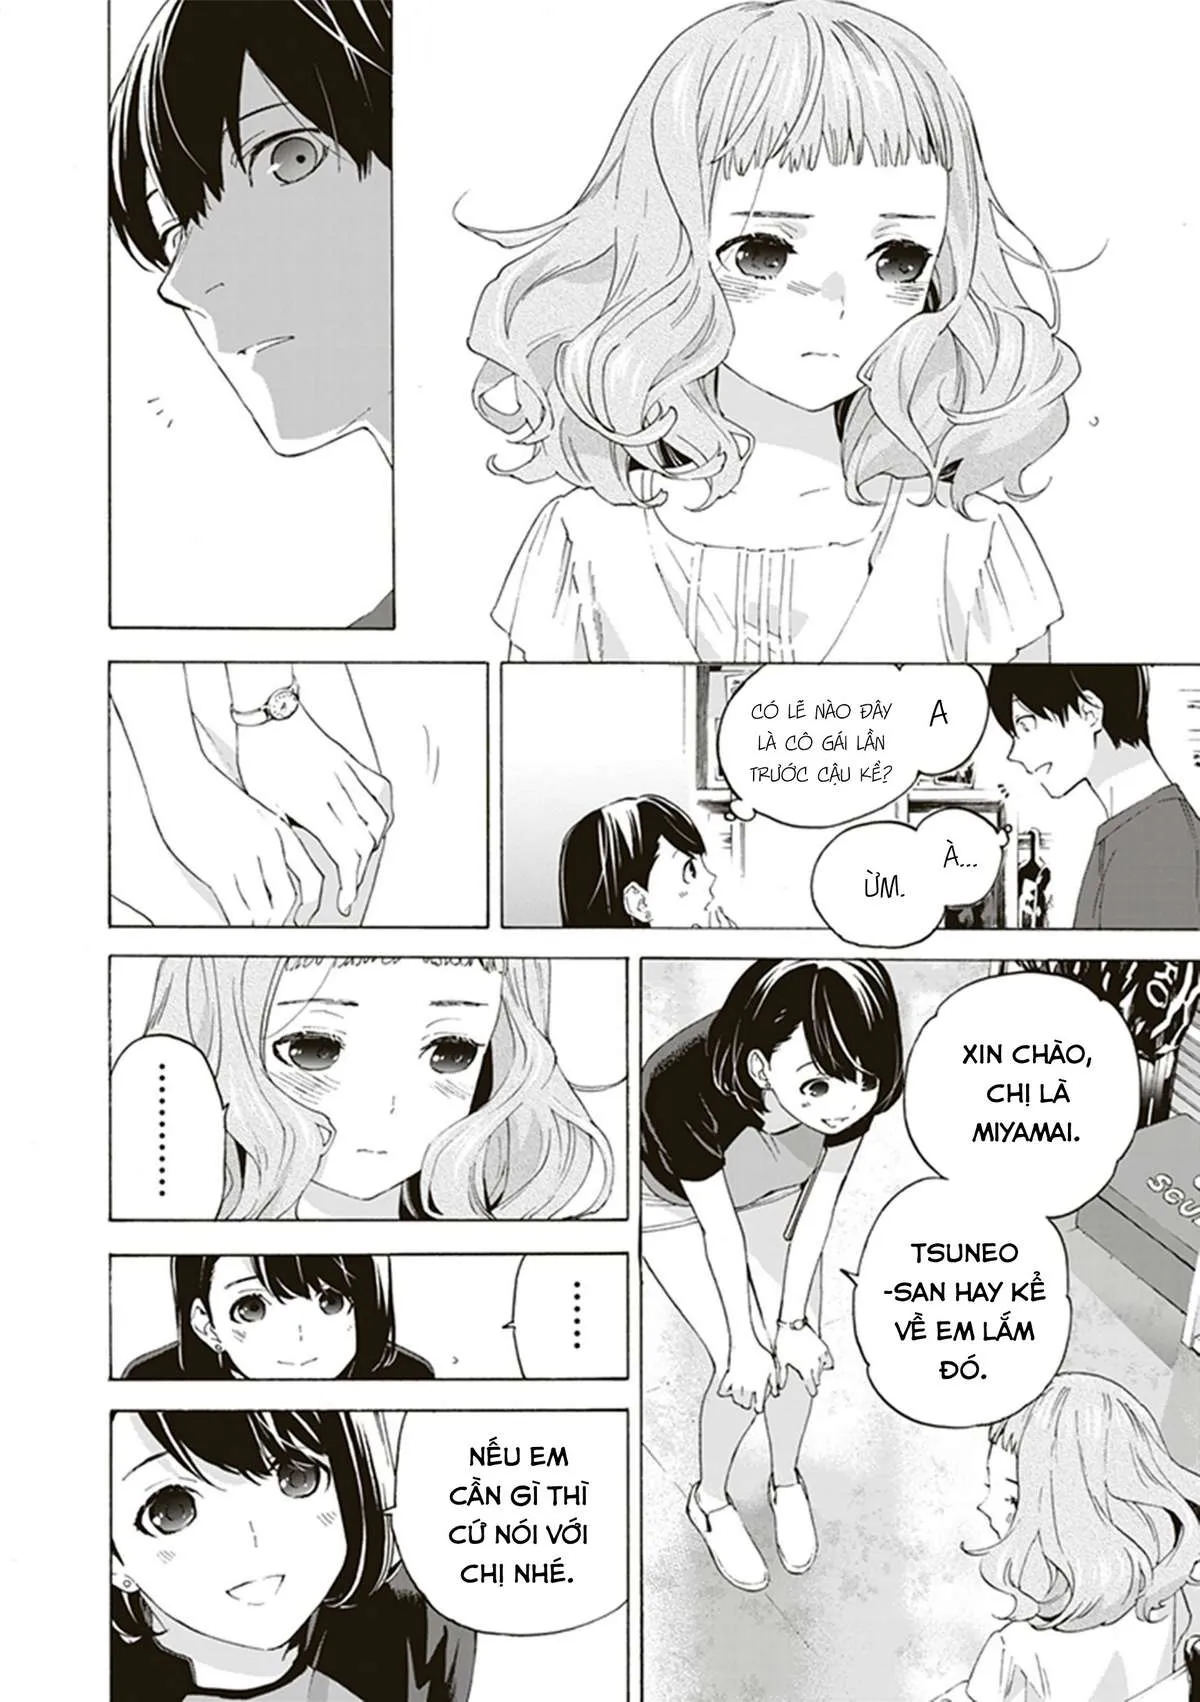 A
CÓ LẼ NÀO ĐÂY
LÀ CÔ GÁI LẦN
TRƯỚC CẬU KỂ?
À...
ỪM.
XIN CHÀO,
CHỊ LÀ
MIYAMAI.
TSUNEO
-SAN HAY KỂ
VỀ EM LẮM
ĐÓ.
NẾU EM
CẦN GÌ THÌ
CỨ NÓI VỚI
CHỊ NHÉ.